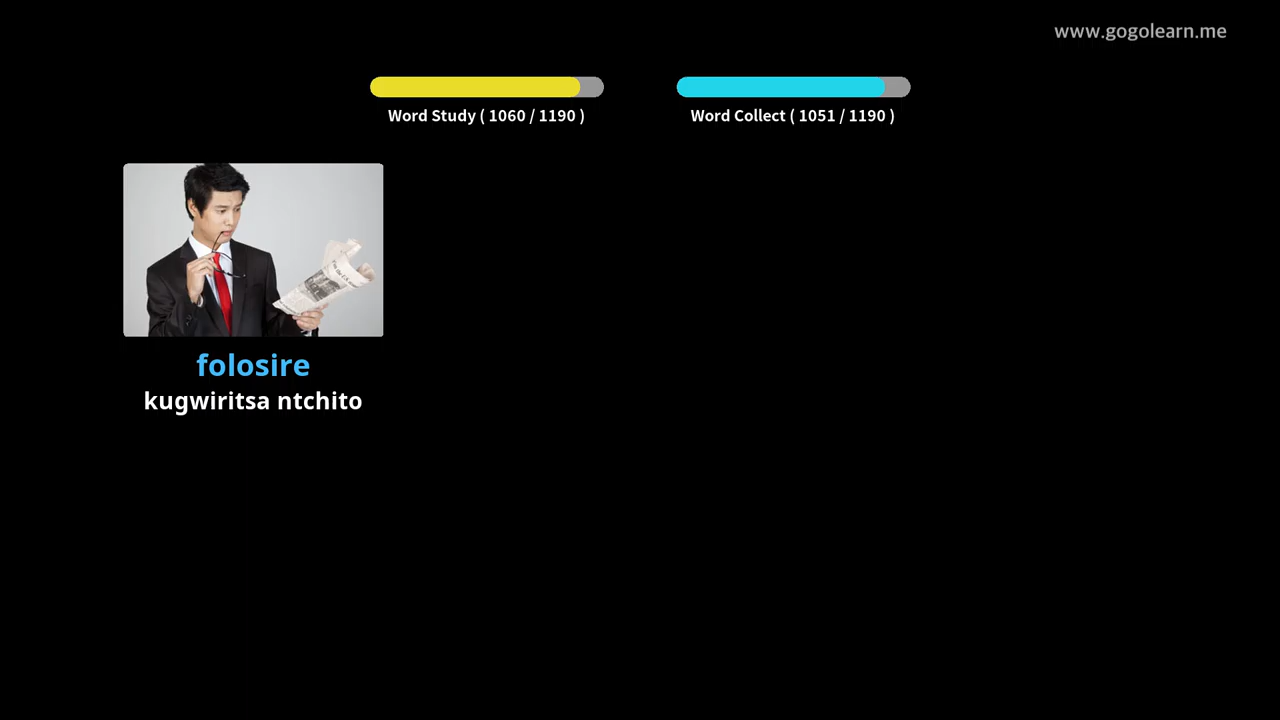 www.gogolearn.me
Word Study ( 1060 / 1190 )
Word Collect ( 1051 / 1190 )
folosire
kugwiritsa ntchito